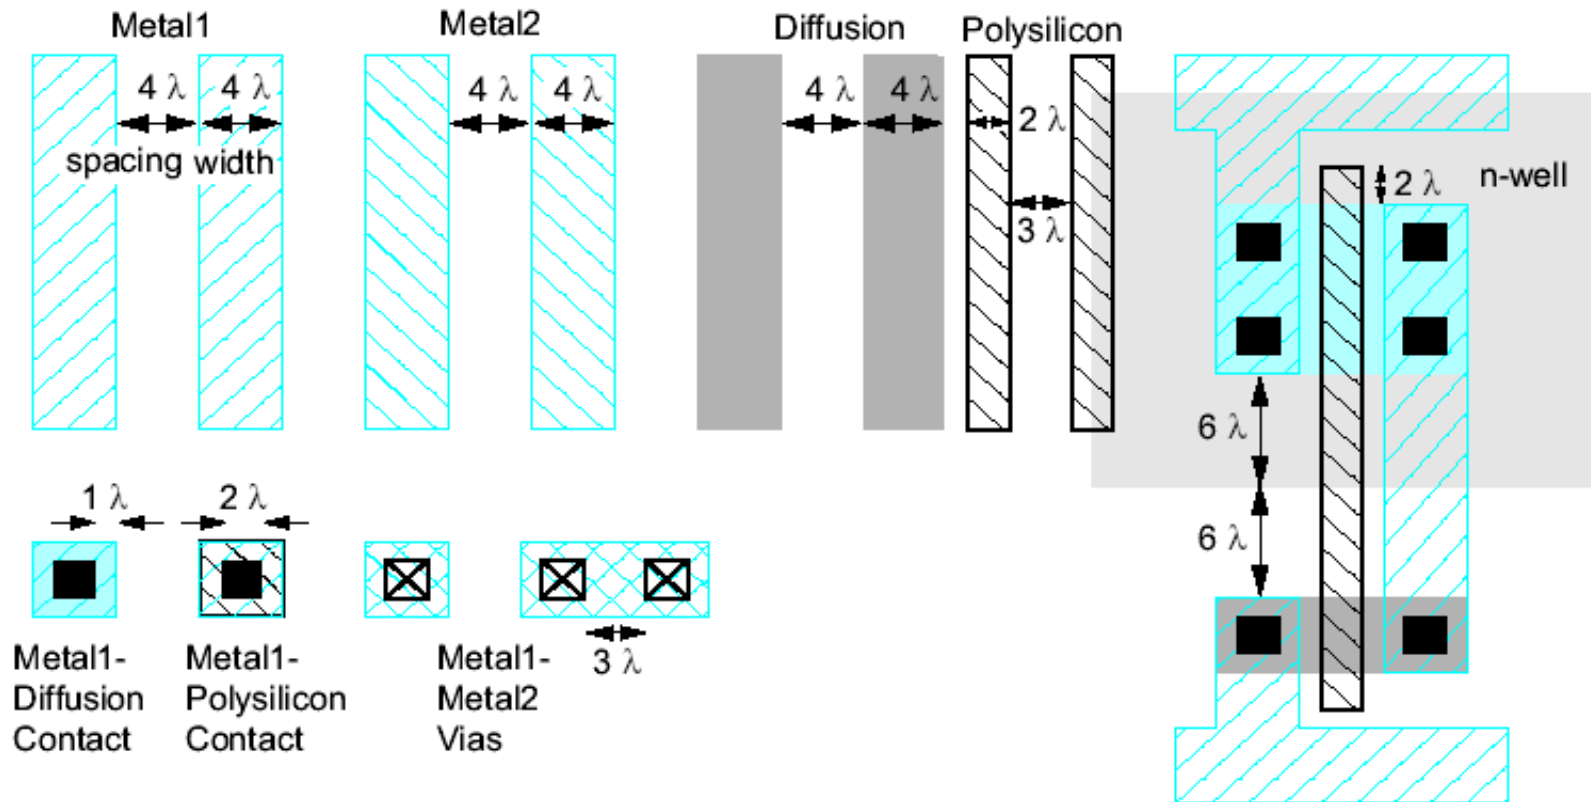 Metal1
Metal2
Diffusion
Polysilicon
4 λ
4 λ
4 λ
4 λ
4 λ
4 λ
2 λ
spacing width
3 λ
2 λ
n-well
6 λ
6 λ
1 λ
2 λ
3 λ
Metal1-
Diffusion
Contact
Metal1-
Polysilicon
Contact
Metal1-
Metal2
Vias